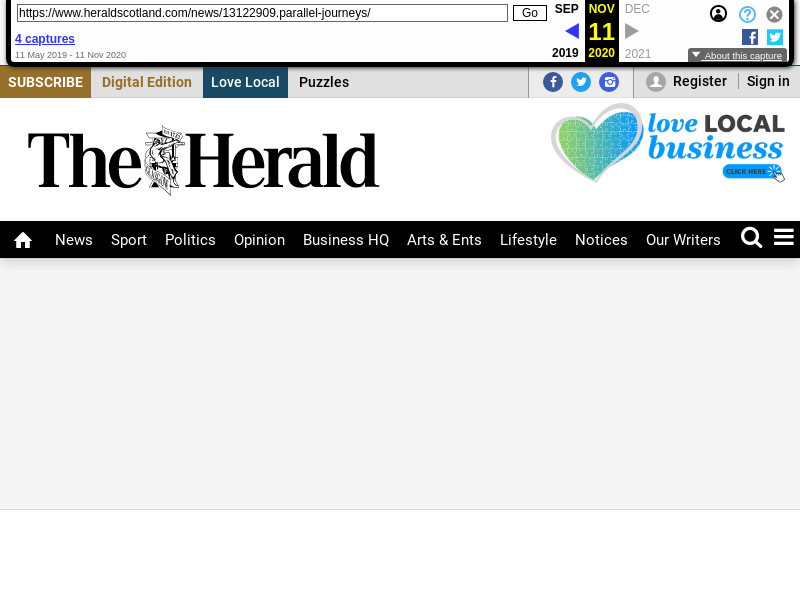 https://www.heraldscotland.com/news/13122909.parallel-journeys/
Go
SEP NOV DEC
11
2019 2020 2021
4 captures
11 May 2019 - 11 Nov 2020
About this capture
SUBSCRIBE Digital Edition Love Local Puzzles
Register Sign in
The Herald
love LOCAL
business
CLICK HERE
News Sport Politics Opinion Business HQ Arts & Ents Lifestyle Notices Our Writers